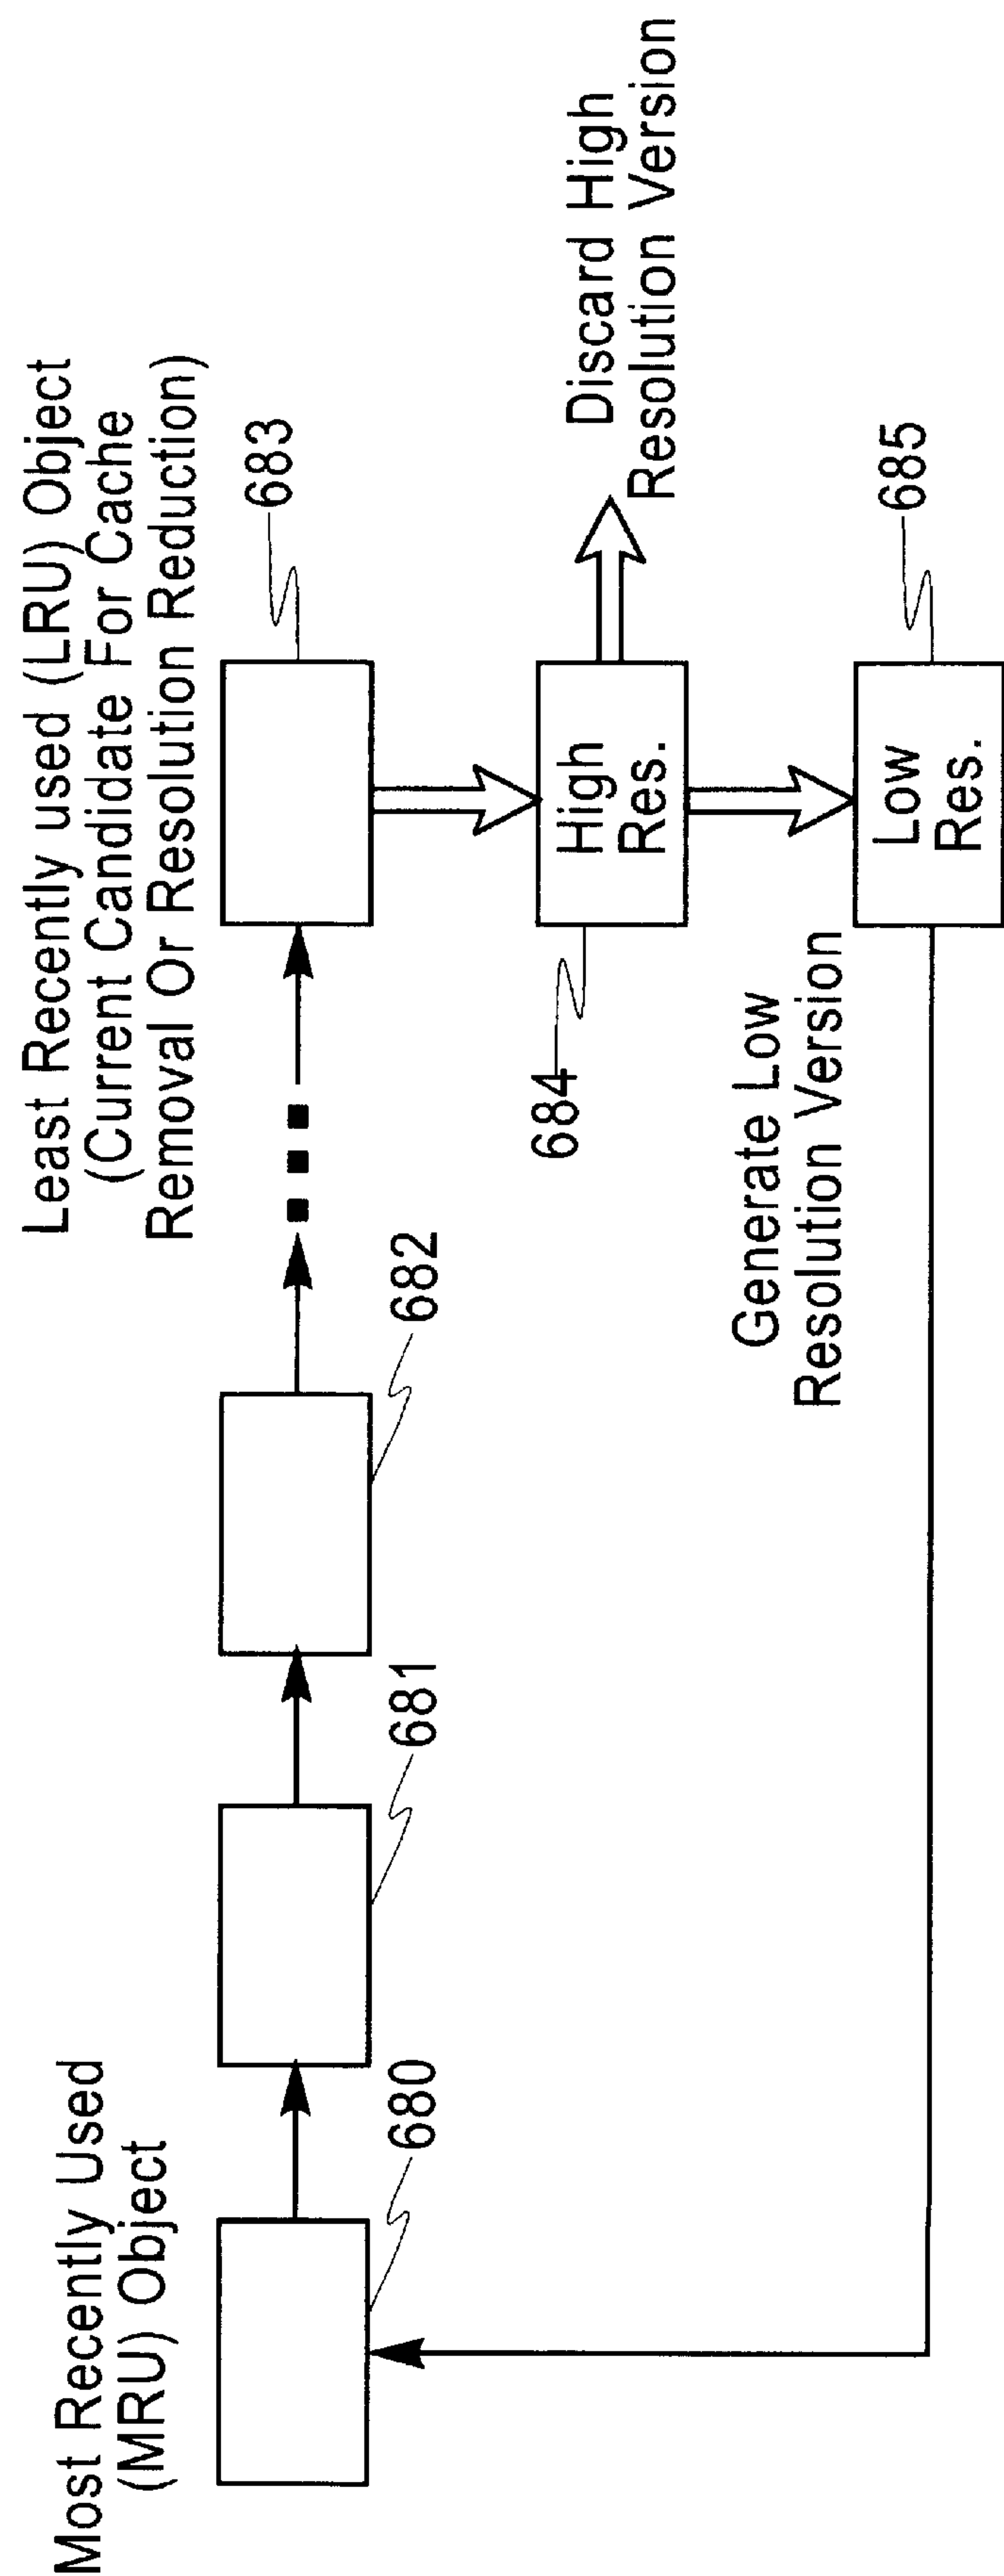 Most Recently Used
(MRU) Object
680
681
682
Least Recently used (LRU) Object
(Current Candidate For Cache
Removal Or Resolution Reduction)
683
684
High
Res.
Discard High
Resolution Version
Generate Low
Resolution Version
Low
Res.
685